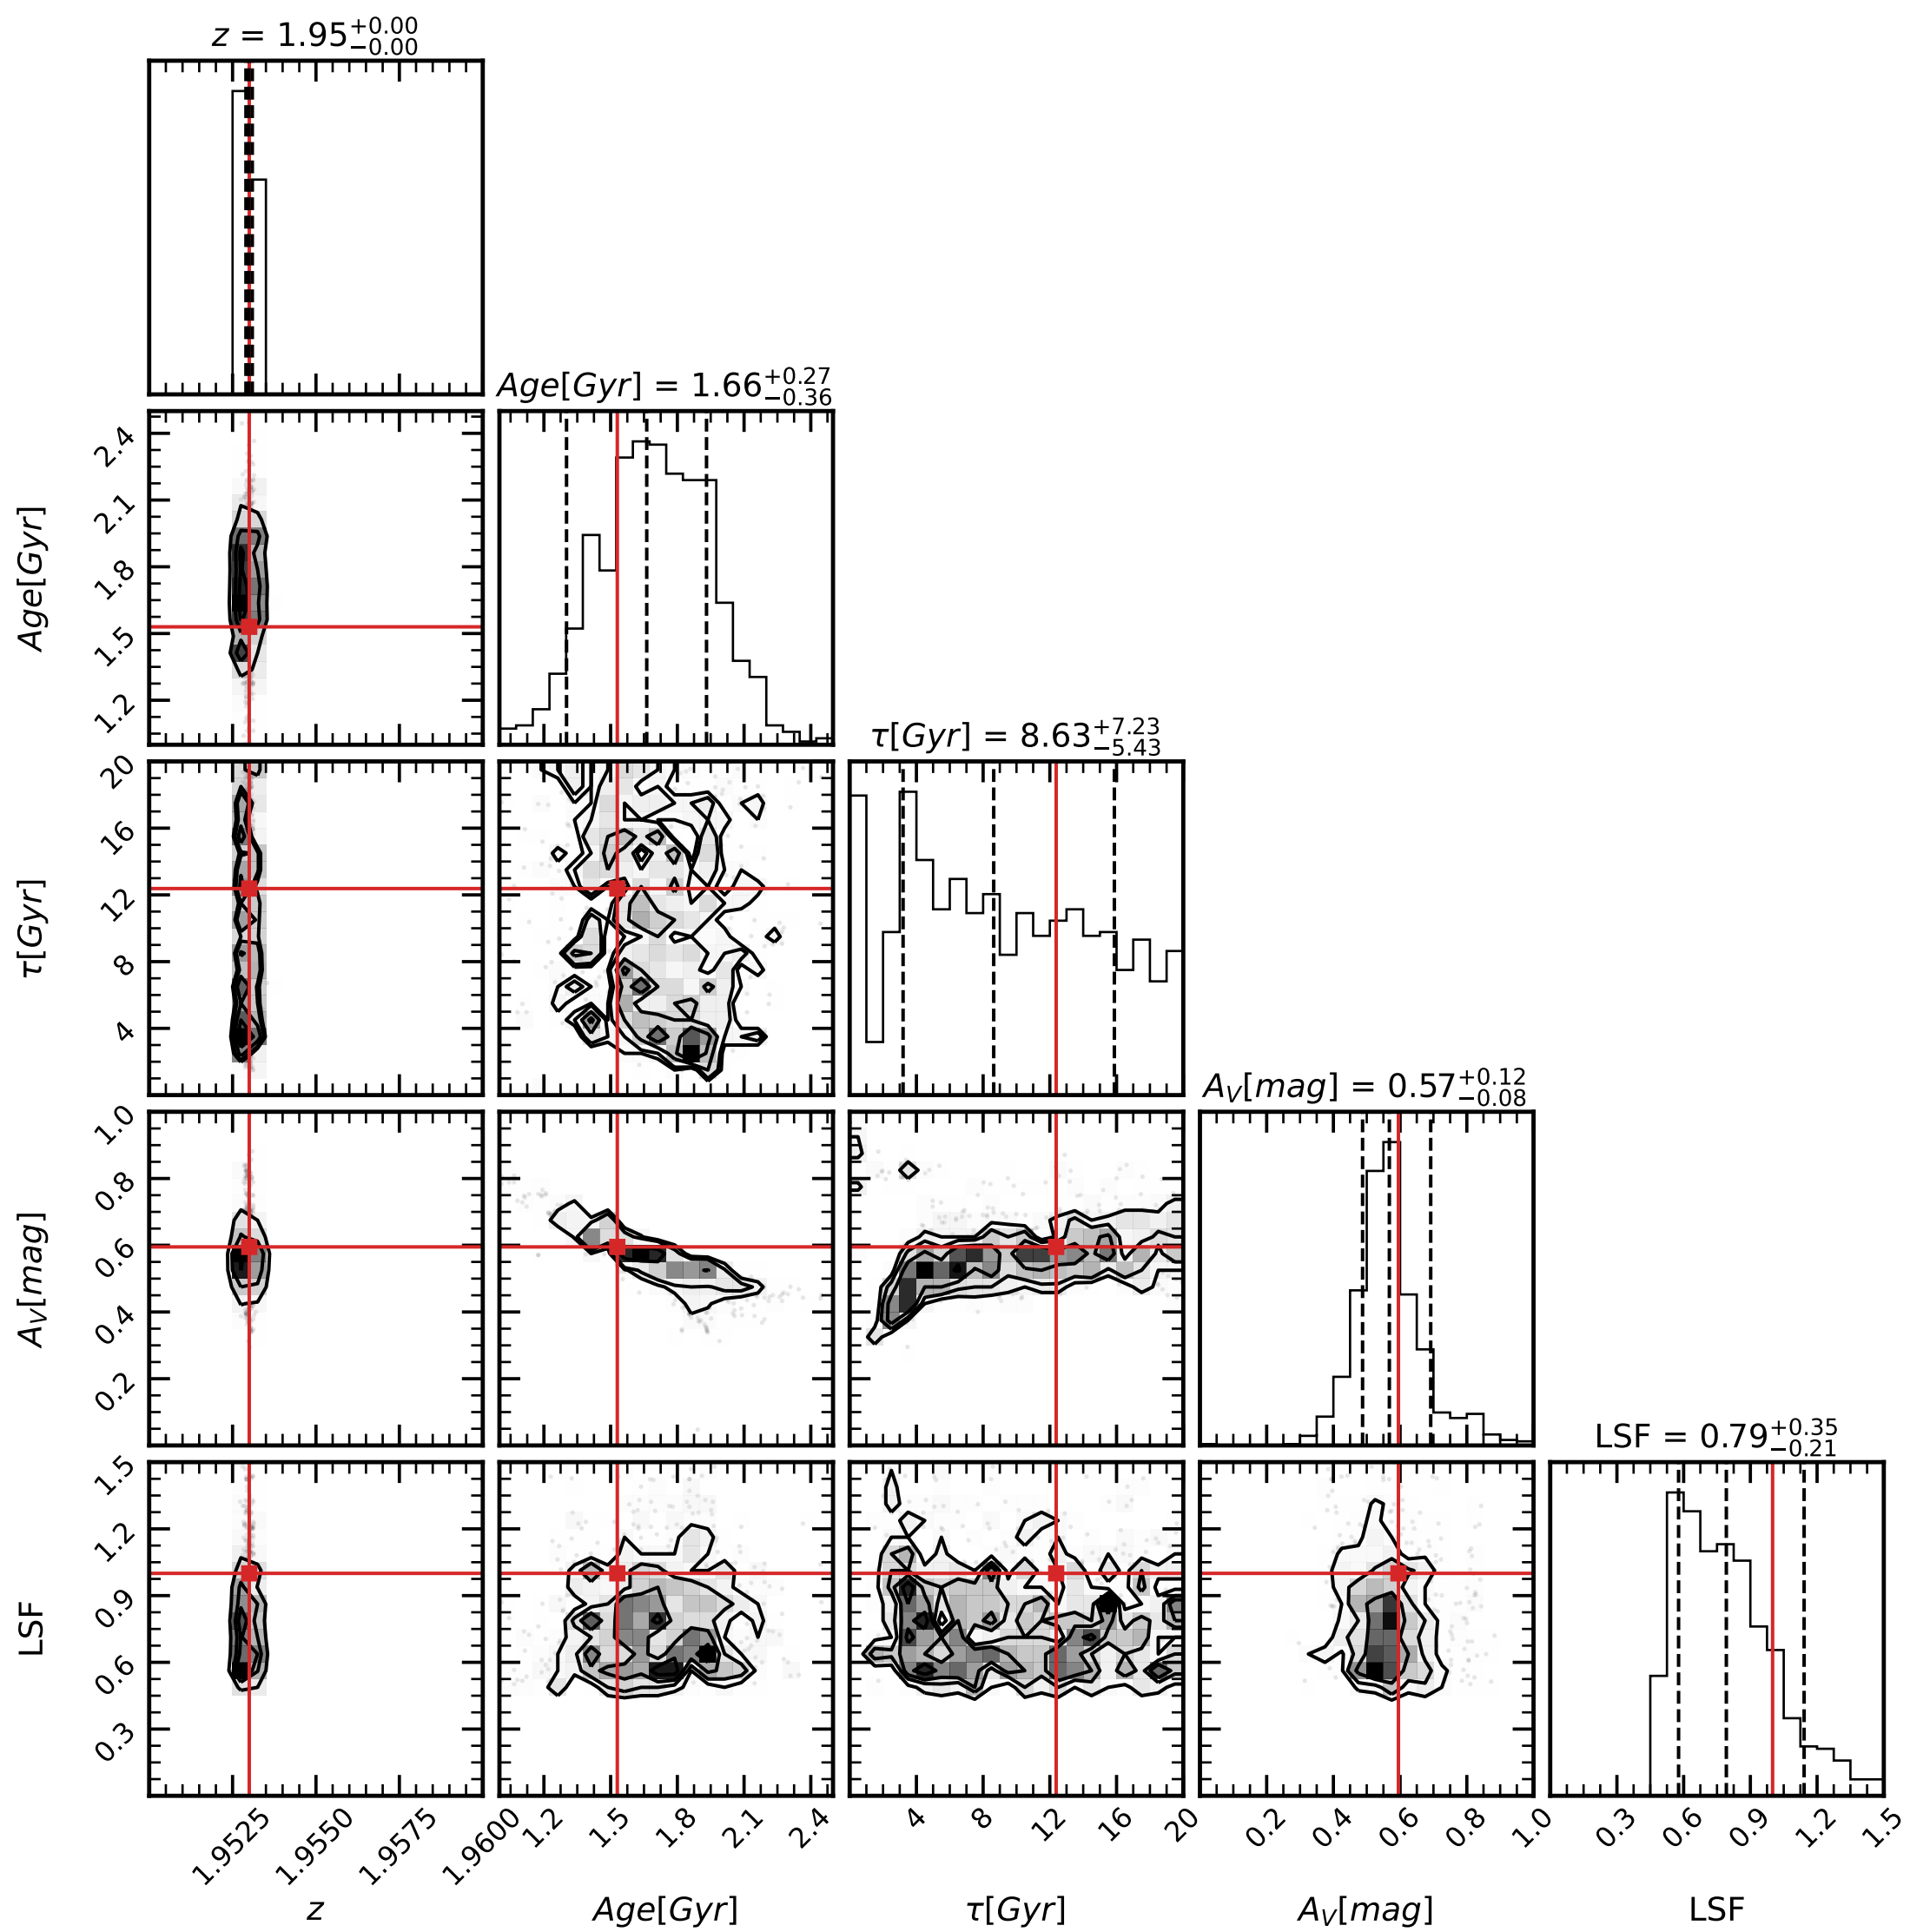 z = 1.95 +0.00 −0.00
Age[Gyr] = 1.66 +0.27 −0.36
2.4
2.1
1.8
1.5
1.2
Age[Gyr]
τ[Gyr] = 8.63 +7.23 −5.43
20
16
12
8
4
τ[Gyr]
A_V[mag] = 0.57 +0.12 −0.08
1.0
0.8
0.6
0.4
0.2
A_V[mag]
LSF = 0.79 +0.35 −0.21
1.5
1.2
0.9
0.6
0.3
LSF
1.9525 1.9550 1.9575 1.9600 1.2 1.5 1.8 2.1 2.4 4 8 12 16 20 0.2 0.4 0.6 0.8 1.0 0.3 0.6 0.9 1.2 1.5
z Age[Gyr] τ[Gyr] A_V[mag] LSF